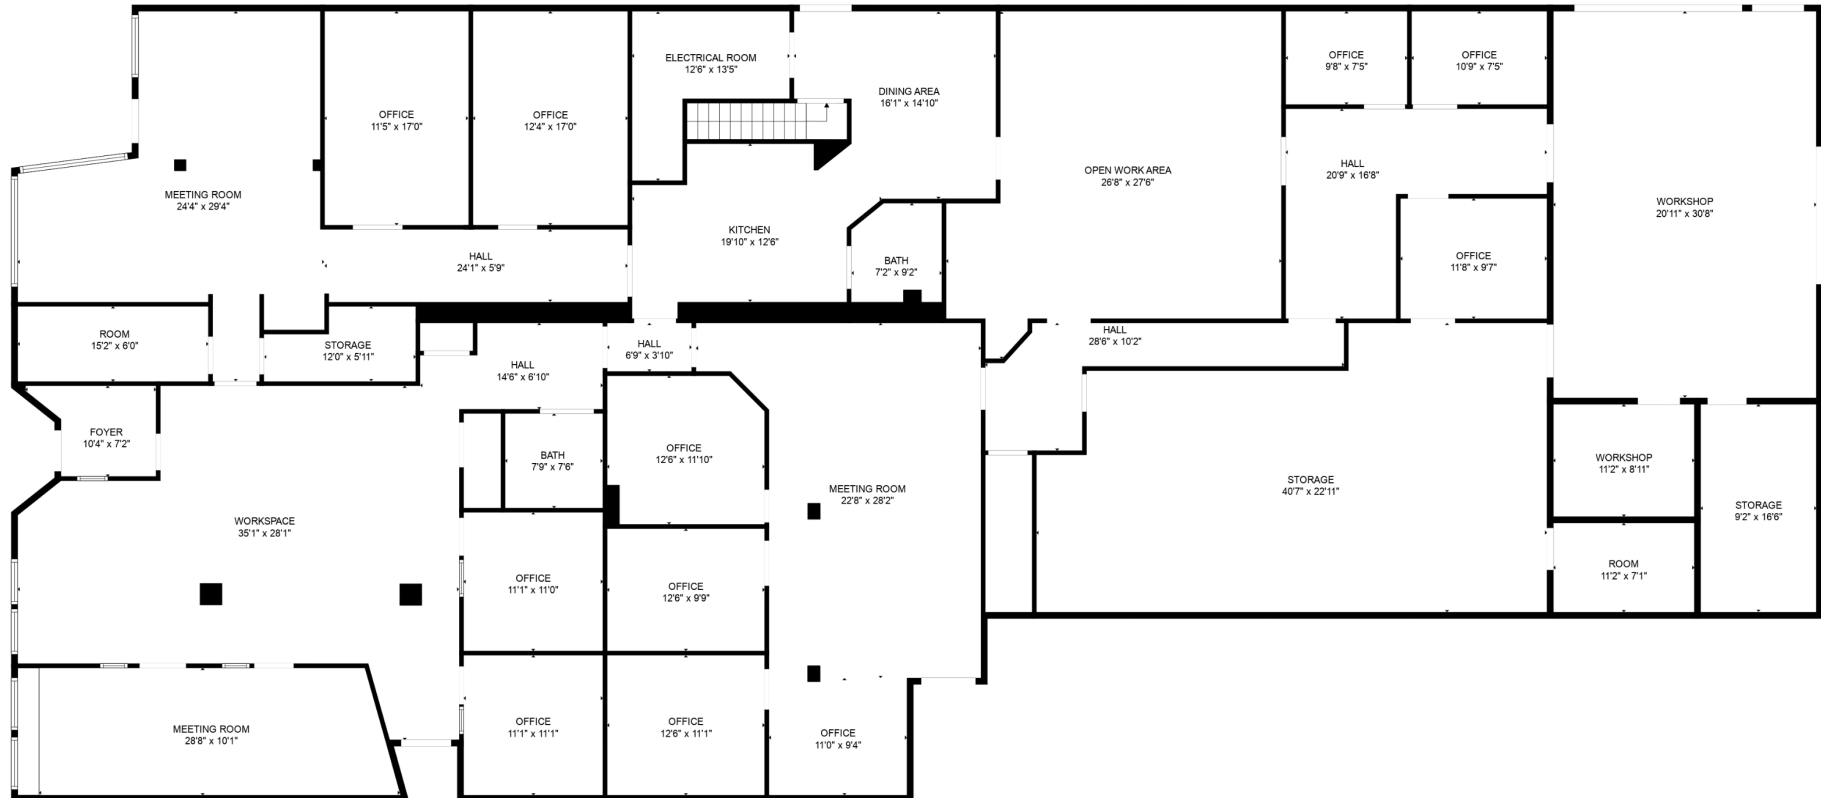 ELECTRICAL ROOM
12'6" x 13'5"
OFFICE
9'8" x 7'5"
OFFICE
10'9" x 7'5"
DINING AREA
16'1" x 14'10"
OFFICE
11'5" x 17'0"
OFFICE
12'4" x 17'0"
HALL
20'9" x 16'8"
OPEN WORK AREA
26'8" x 27'6"
MEETING ROOM
24'4" x 29'4"
WORKSHOP
20'11" x 30'8"
KITCHEN
19'10" x 12'6"
HALL
24'1" x 5'9"
BATH
7'2" x 9'2"
OFFICE
11'8" x 9'7"
ROOM
15'2" x 6'0"
STORAGE
12'0" x 5'11"
HALL
6'9" x 3'10"
HALL
28'6" x 10'2"
HALL
14'6" x 6'10"
FOYER
10'4" x 7'2"
OFFICE
12'6" x 11'10"
BATH
7'9" x 7'6"
WORKSHOP
11'2" x 8'11"
MEETING ROOM
22'8" x 28'2"
STORAGE
40'7" x 22'11"
STORAGE
9'2" x 16'6"
WORKSPACE
35'1" x 28'1"
ROOM
11'2" x 7'1"
OFFICE
11'1" x 11'0"
OFFICE
12'6" x 9'9"
MEETING ROOM
28'8" x 10'1"
OFFICE
11'1" x 11'1"
OFFICE
12'6" x 11'1"
OFFICE
11'0" x 9'4"